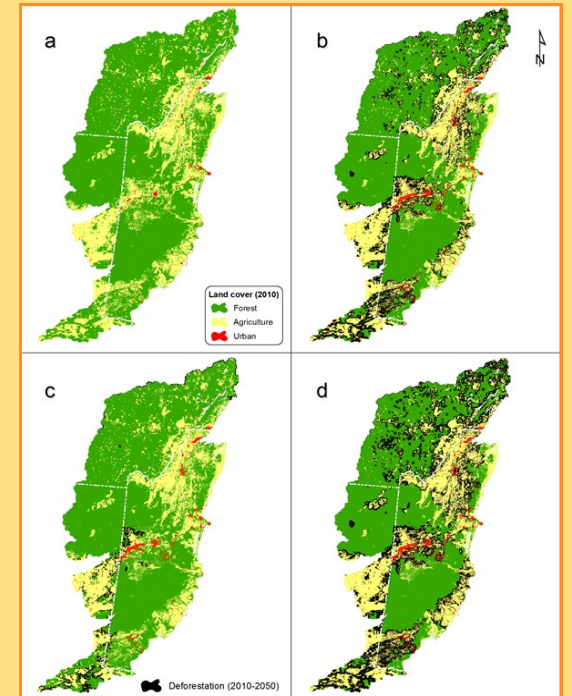 a
b
N
Land cover (2010)
Forest
Agriculture
Urban
c
d
Deforestation (2010-2050)